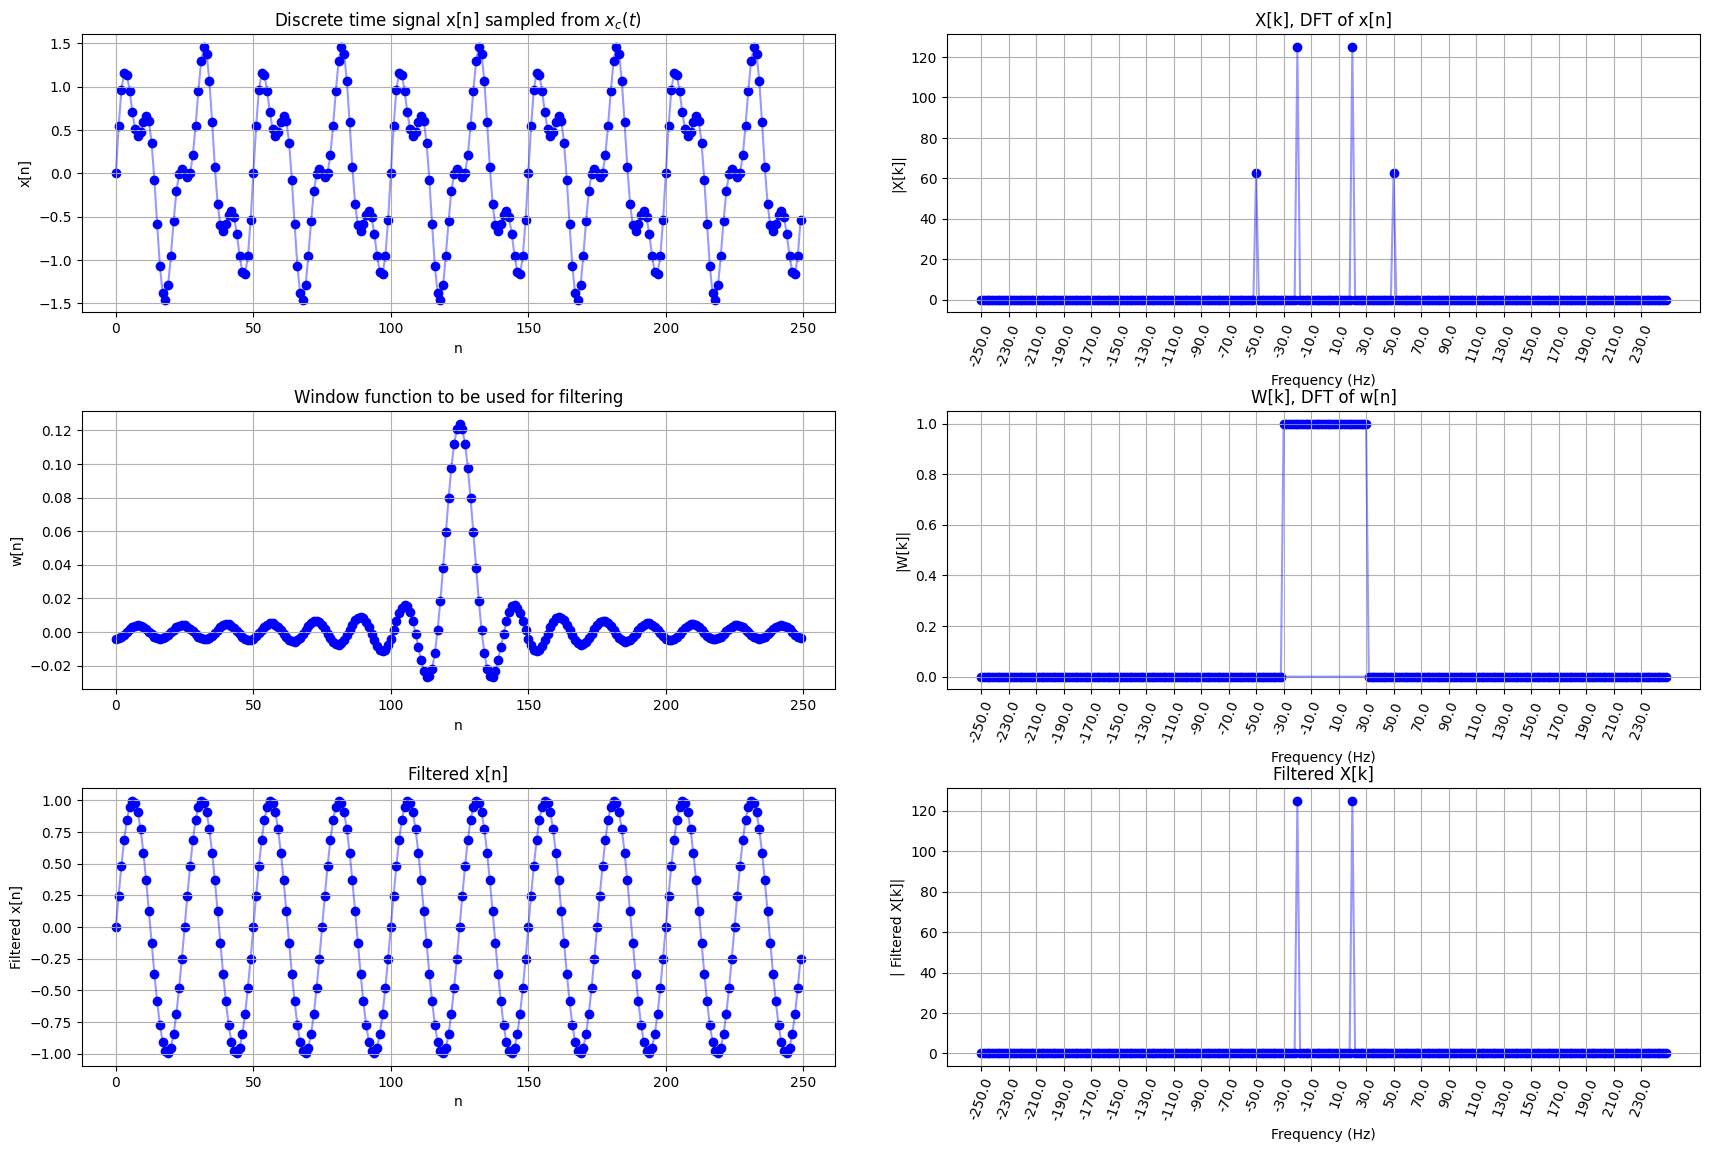 Discrete time signal x[n] sampled from x_c(t)
1.5
1.0
0.5
0.0
−0.5
−1.0
−1.5
x[n]
0 50 100 150 200 250
n
X[k], DFT of x[n]
120
100
80
60
40
20
0
|X[k]|
-250.0 -230.0 -210.0 -190.0 -170.0 -150.0 -130.0 -110.0 -90.0 -70.0 -50.0 -30.0 -10.0 10.0 30.0 50.0 70.0 90.0 110.0 130.0 150.0 170.0 190.0 210.0 230.0
Frequency (Hz)
Window function to be used for filtering
0.12
0.10
0.08
0.06
0.04
0.02
0.00
−0.02
w[n]
0 50 100 150 200 250
n
W[k], DFT of w[n]
1.0
0.8
0.6
0.4
0.2
0.0
|W[k]|
-250.0 -230.0 -210.0 -190.0 -170.0 -150.0 -130.0 -110.0 -90.0 -70.0 -50.0 -30.0 -10.0 10.0 30.0 50.0 70.0 90.0 110.0 130.0 150.0 170.0 190.0 210.0 230.0
Frequency (Hz)
Filtered x[n]
1.00
0.75
0.50
0.25
0.00
−0.25
−0.50
−0.75
−1.00
Filtered x[n]
0 50 100 150 200 250
n
Filtered X[k]
120
100
80
60
40
20
0
| Filtered X[k]|
-250.0 -230.0 -210.0 -190.0 -170.0 -150.0 -130.0 -110.0 -90.0 -70.0 -50.0 -30.0 -10.0 10.0 30.0 50.0 70.0 90.0 110.0 130.0 150.0 170.0 190.0 210.0 230.0
Frequency (Hz)